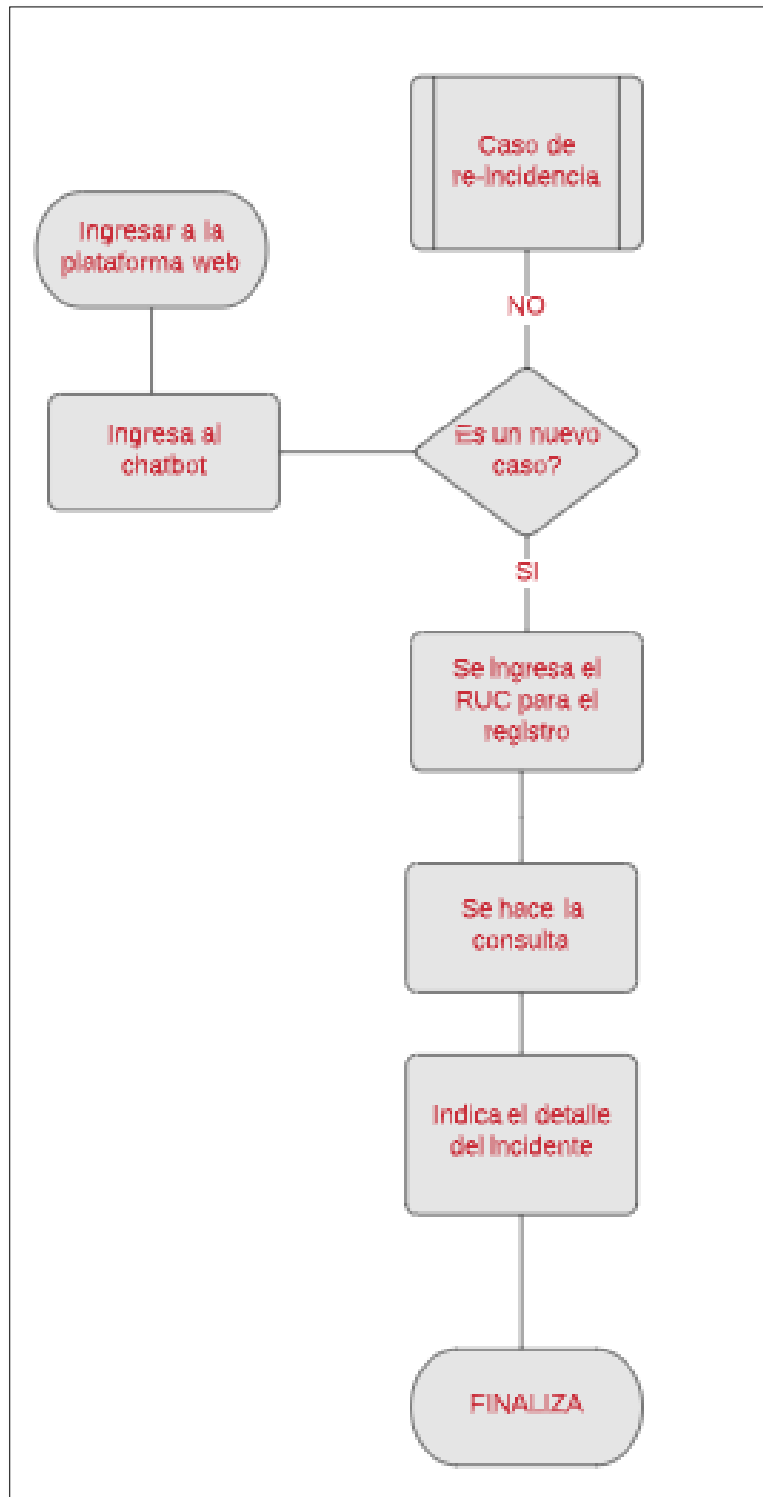 Caso de
re-incidencia
Ingresar a la
plataforma web
NO
Ingresa al
chatbot
Es un nuevo
caso?
SI
Se ingresa el
RUC para el
registro
Se hace la
consulta
Indica el detalle
del Incidente
FINALIZA